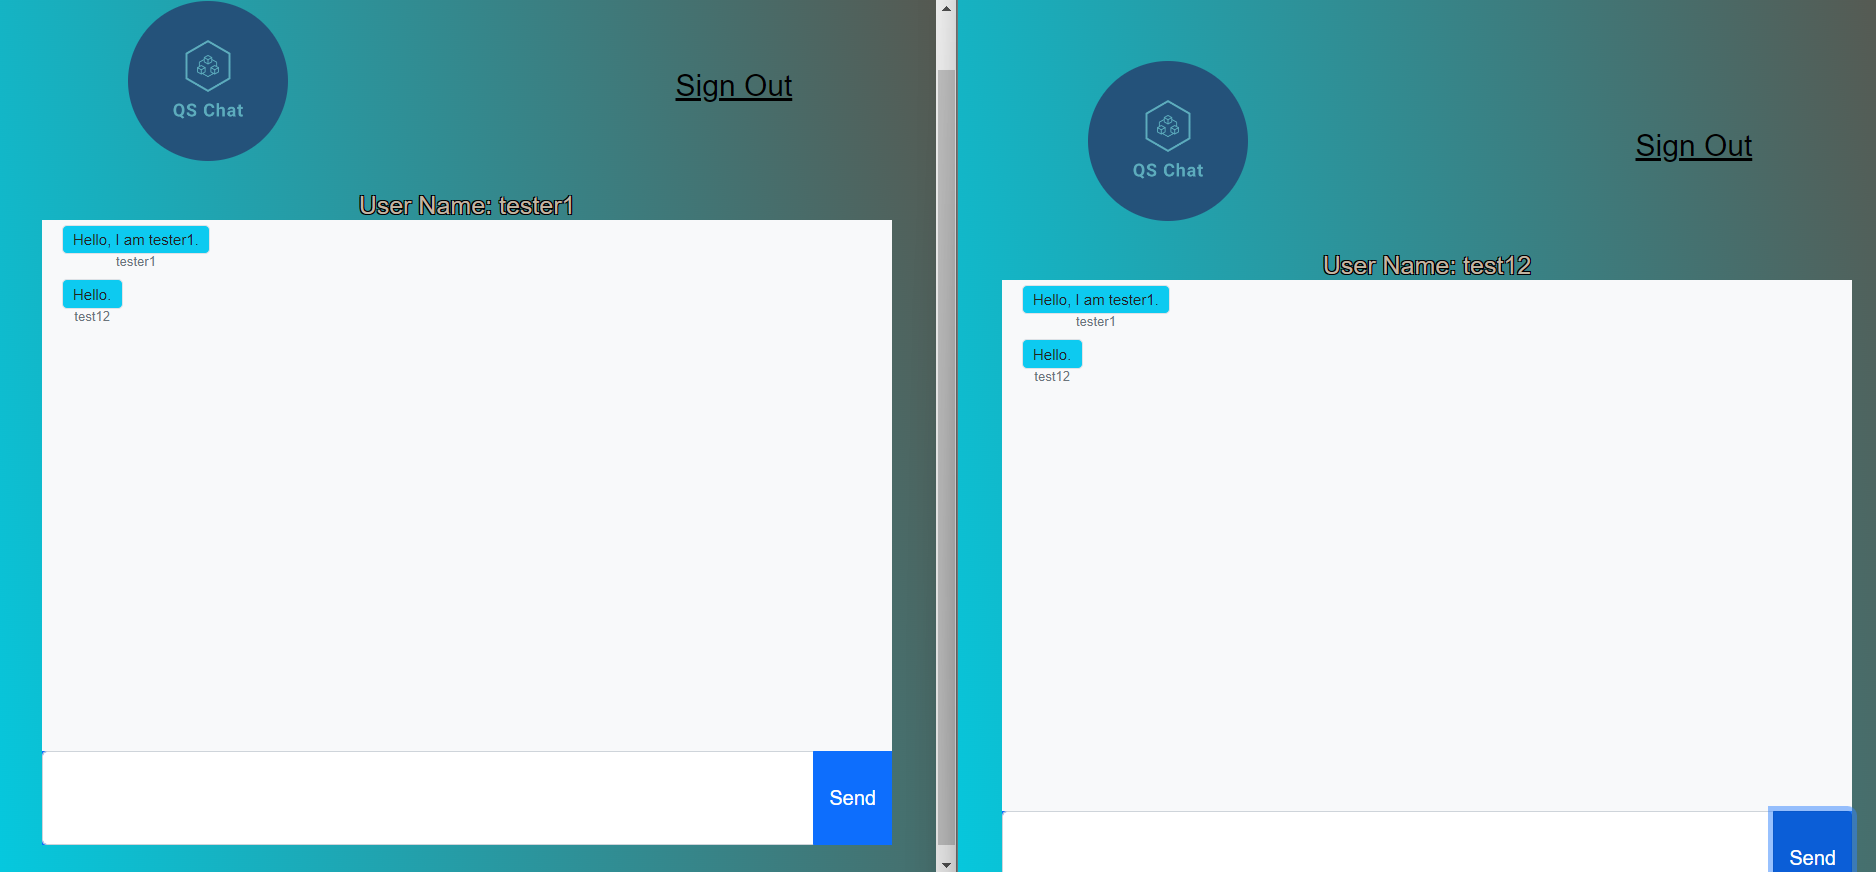 QS Chat
Sign Out
User Name: tester1
Hello, I am tester1.
tester1
Hello.
test12
Send
QS Chat
Sign Out
User Name: test12
Hello, I am tester1.
tester1
Hello.
test12
Send